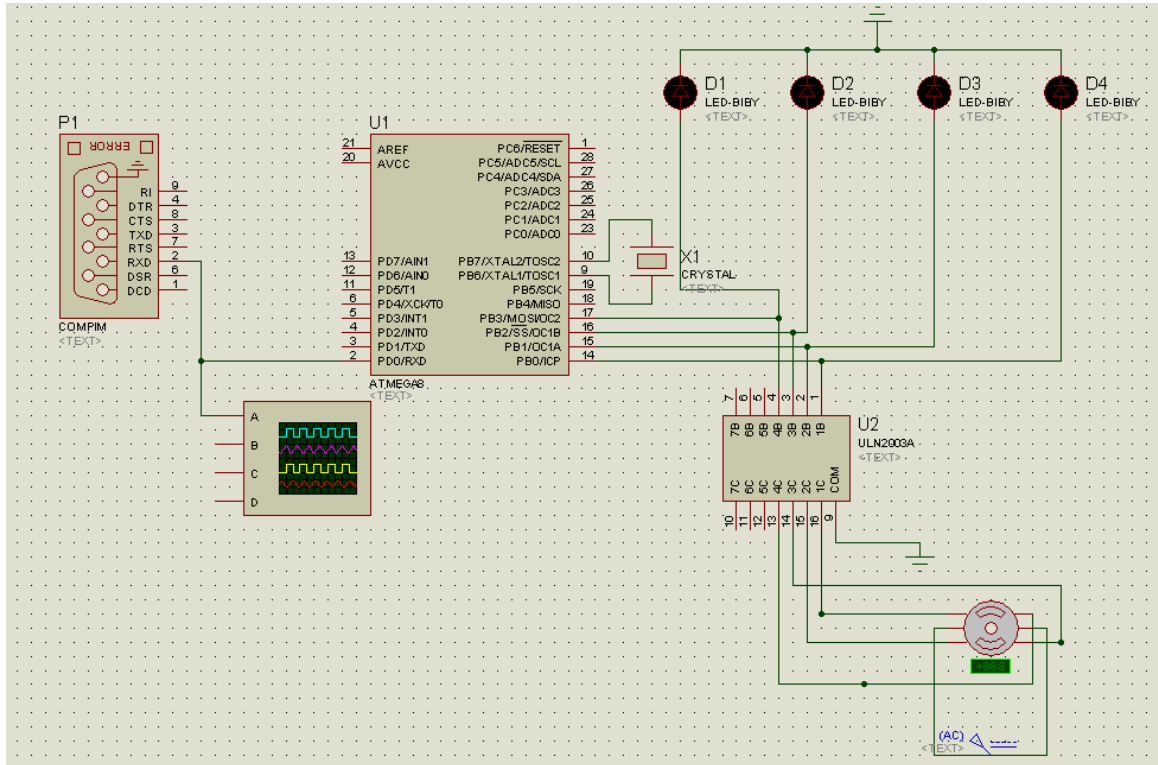 P1
ERROR
RI 9
DTR 4
CTS 8
TXD 3
RTS 7
RXD 2
DSR 6
DCD 1
COMPIM
<TEXT>
U1
21 AREF
20 AVCC
13 PD7/AIN1
12 PD6/AIN0
11 PD5/T1
6 PD4/XCK/T0
5 PD3/INT1
4 PD2/INT0
3 PD1/TXD
2 PD0/RXD
PC6/RESET 1
PC5/ADC5/SCL 28
PC4/ADC4/SDA 27
PC3/ADC3 26
PC2/ADC2 25
PC1/ADC1 24
PC0/ADC0 23
PB7/XTAL2/TOSC2 10
PB6/XTAL1/TOSC1 9
PB5/SCK 19
PB4/MISO 18
PB3/MOSI/OC2 17
PB2/SS/OC1B 16
PB1/OC1A 15
PB0/ICP 14
ATMEGA8
<TEXT>
A
B
C
D
X1
CRYSTAL
<TEXT>
D1
LED-BIBY
<TEXT>
D2
LED-BIBY
<TEXT>
D3
LED-BIBY
<TEXT>
D4
LED-BIBY
<TEXT>
7 6 5 4 3 2 1
7B 6B 5B 4B 3B 2B 1B
U2
ULN2003A
<TEXT>
7C 6C 5C 4C 3C 2C 1C COM
10 11 12 13 14 15 16 9
+88.8
(AC)
<TEXT>